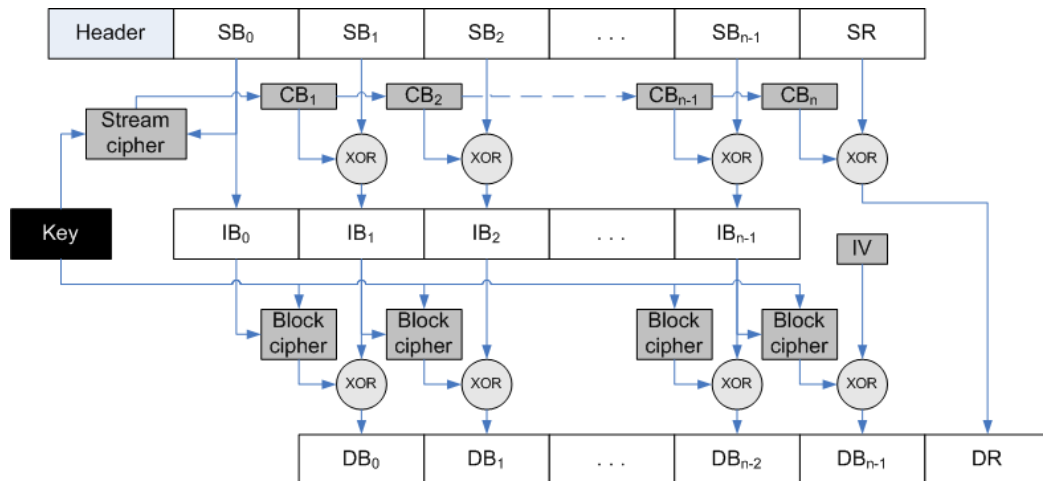 Header SB₀ SB₁ SB₂ . . . SBₙ₋₁ SR
CB₁ CB₂ CBₙ₋₁ CBₙ
Stream
cipher
XOR XOR XOR XOR
Key IB₀ IB₁ IB₂ . . . IBₙ₋₁ IV
Block
cipher
Block
cipher
Block
cipher
Block
cipher
XOR XOR XOR XOR
DB₀ DB₁ . . . DBₙ₋₂ DBₙ₋₁ DR